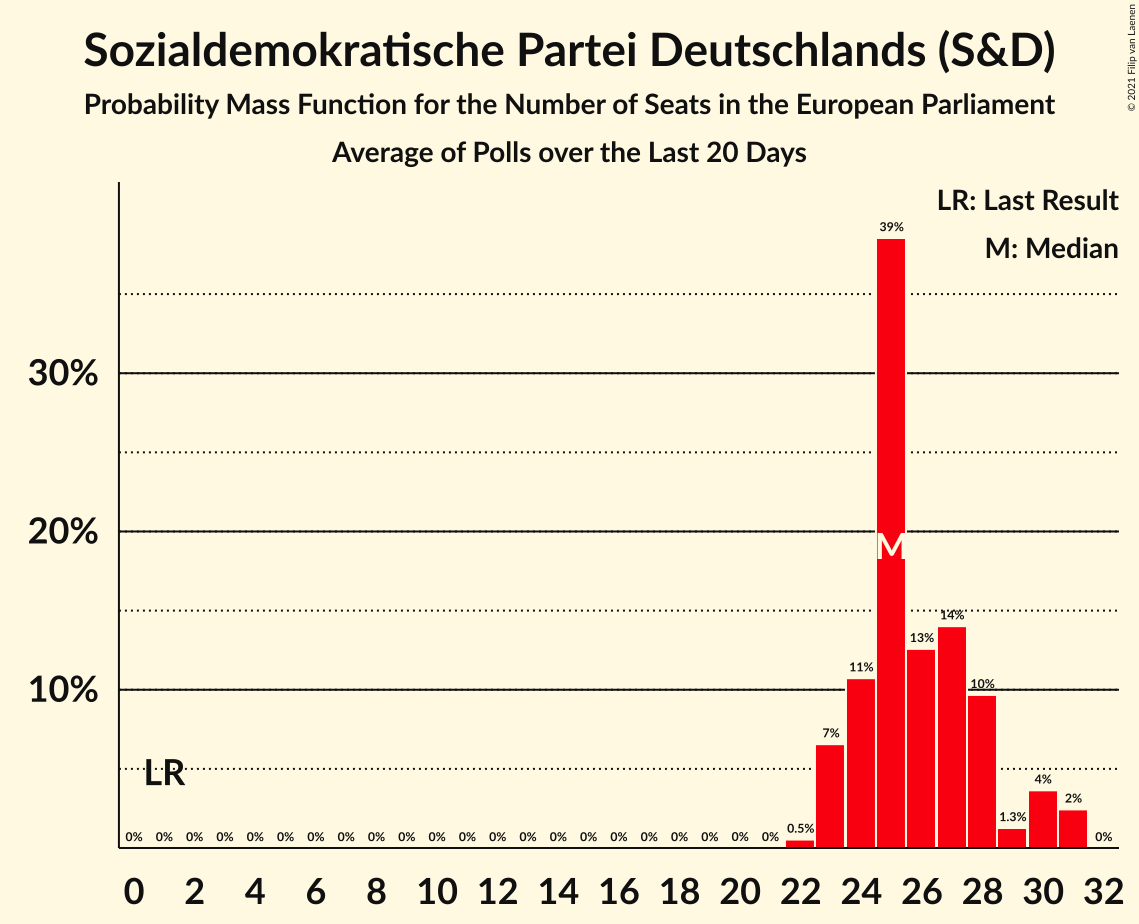 Sozialdemokratische Partei Deutschlands (S&D)
Probability Mass Function for the Number of Seats in the European Parliament
Average of Polls over the Last 20 Days
© 2021 Filip van Laenen
LR: Last Result
M: Median
39%
30%
20%
M
14%
13%
11%
10%
10%
7%
LR
4%
2%
0% 0% 0% 0% 0% 0% 0% 0% 0% 0% 0% 0% 0% 0% 0% 0% 0% 0% 0% 0% 0% 0% 0.5% 1.3% 0%
0 2 4 6 8 10 12 14 16 18 20 22 24 26 28 30 32